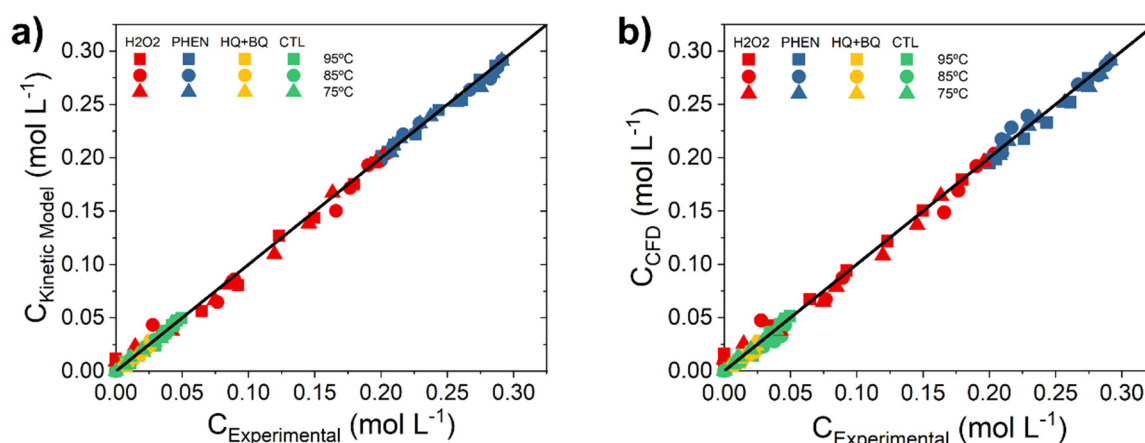 a)
H2O2 PHEN HQ+BQ CTL
95ºC
85ºC
75ºC
C_Kinetic Model (mol L⁻¹)
0.30
0.25
0.20
0.15
0.10
0.05
0.00
0.00 0.05 0.10 0.15 0.20 0.25 0.30
C_Experimental (mol L⁻¹)
b)
H2O2 PHEN HQ+BQ CTL
95ºC
85ºC
75ºC
C_CFD (mol L⁻¹)
0.30
0.25
0.20
0.15
0.10
0.05
0.00
0.00 0.05 0.10 0.15 0.20 0.25 0.30
C_Experimental (mol L⁻¹)